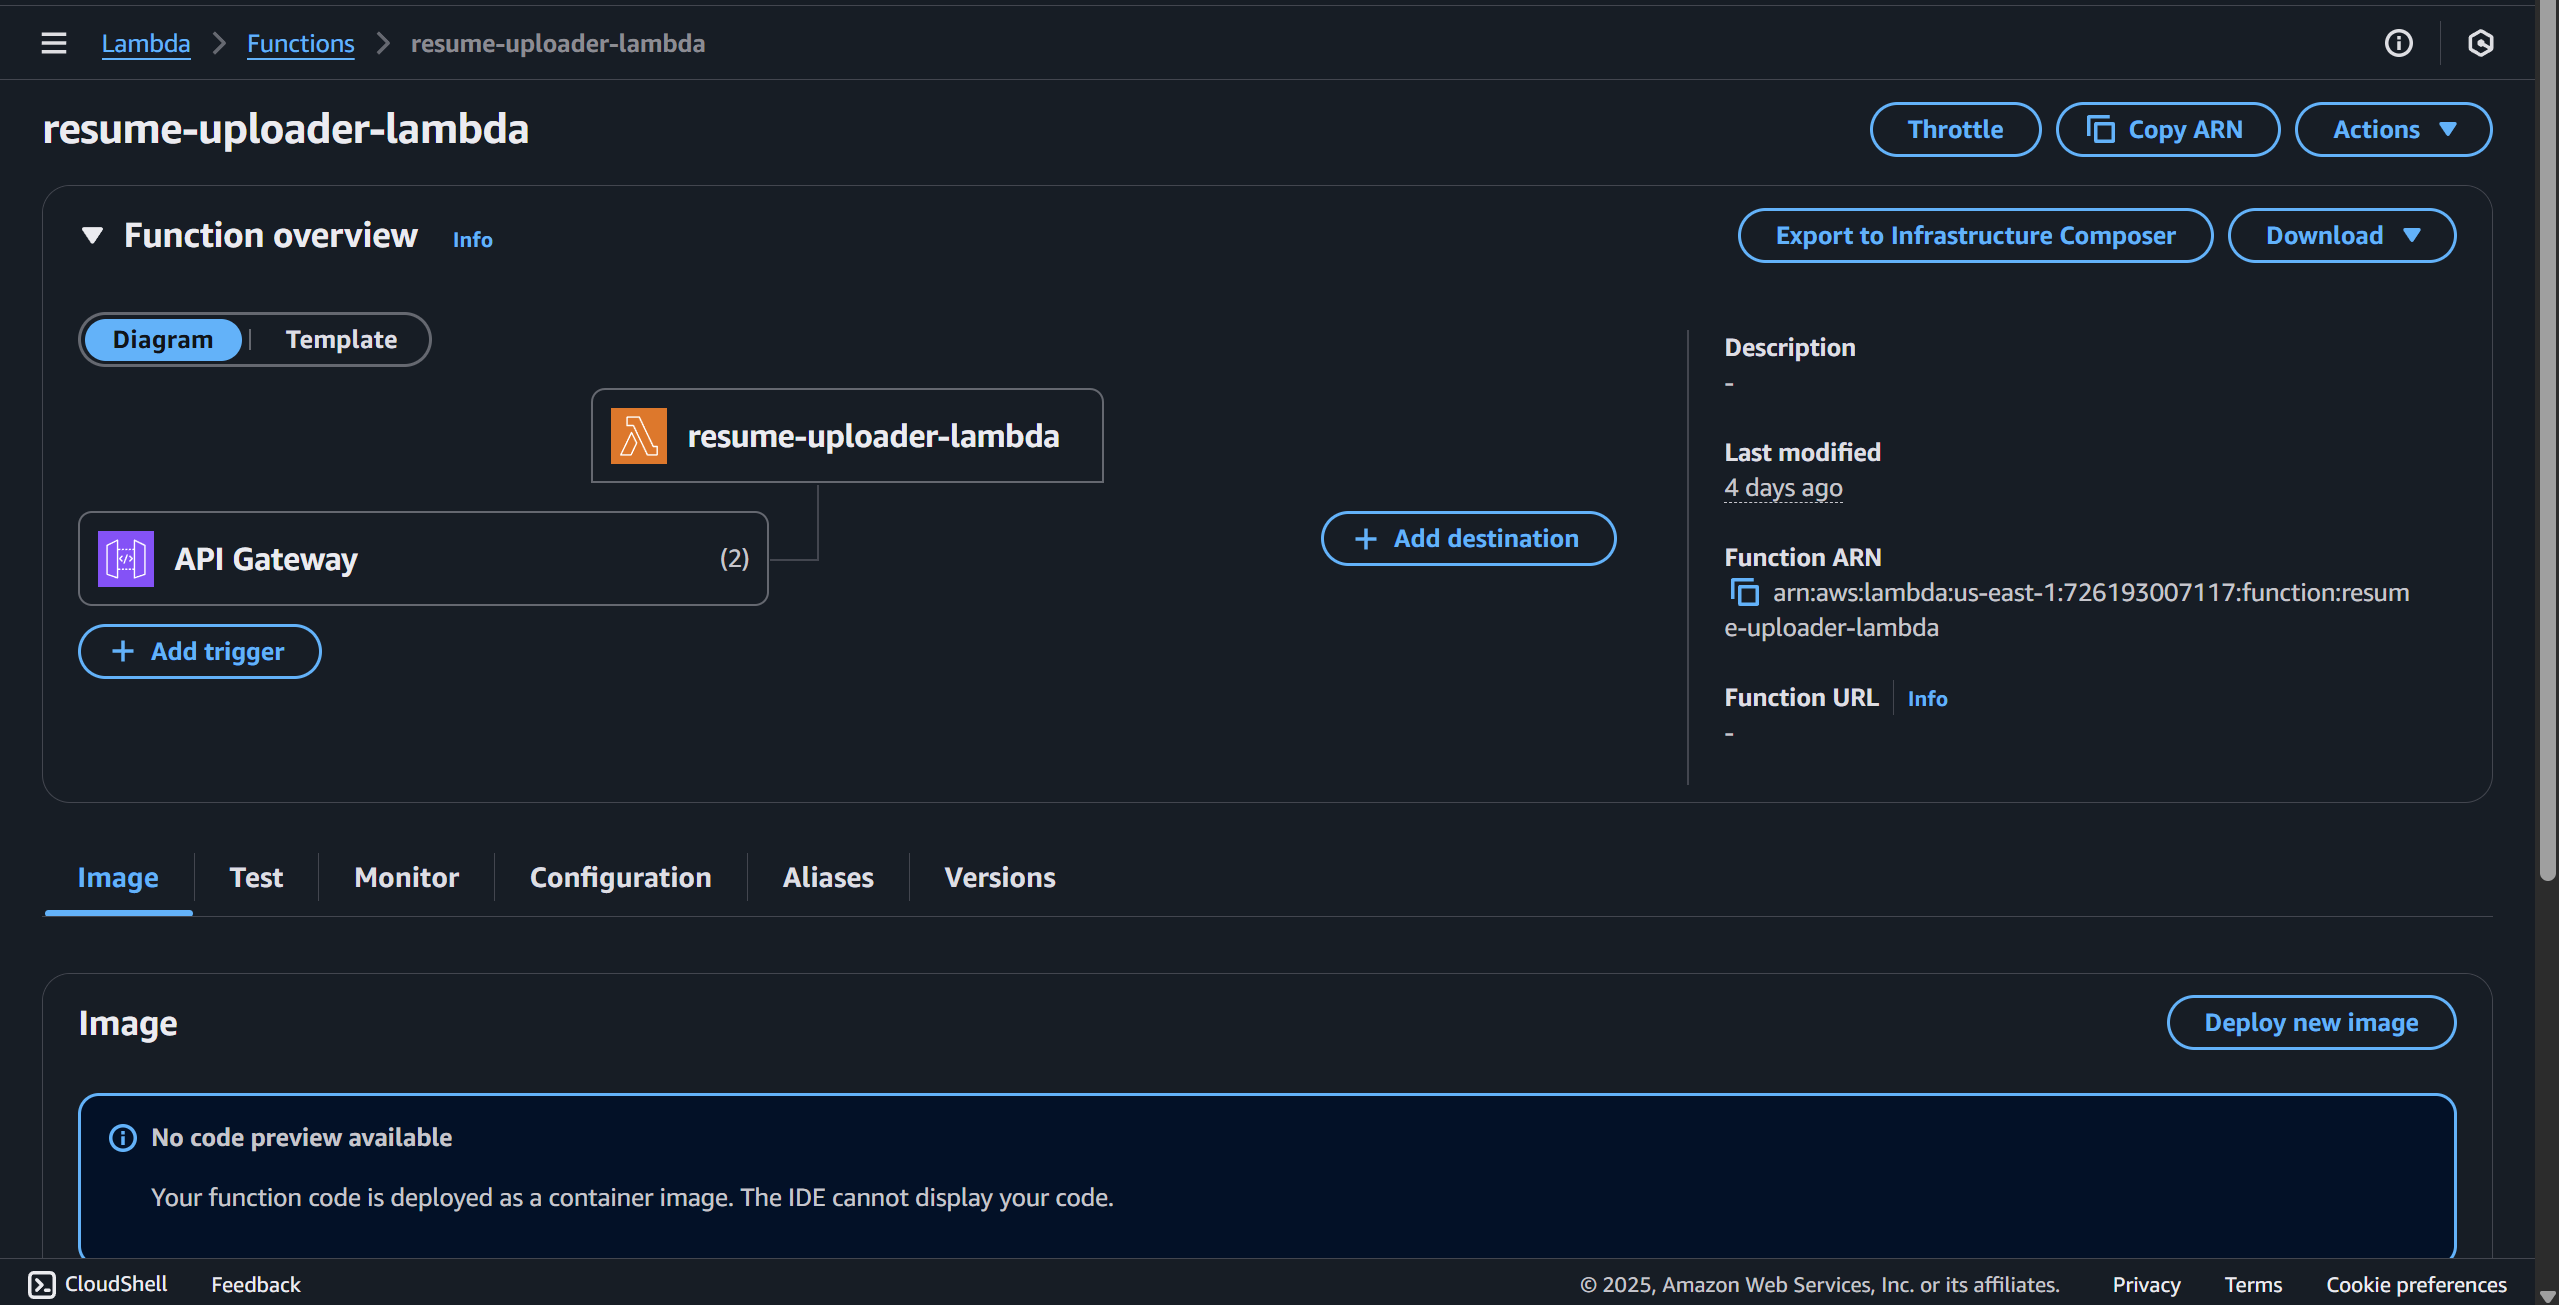 Lambda > Functions > resume-uploader-lambda
resume-uploader-lambda
Throttle
Copy ARN
Actions
Function overview
Info
Export to Infrastructure Composer
Download
Diagram
Template
resume-uploader-lambda
API Gateway
(2)
+ Add trigger
+ Add destination
Description
-
Last modified
4 days ago
Function ARN
arn:aws:lambda:us-east-1:726193007117:function:resum
e-uploader-lambda
Function URL
Info
-
Image
Test
Monitor
Configuration
Aliases
Versions
Image
Deploy new image
No code preview available
Your function code is deployed as a container image. The IDE cannot display your code.
CloudShell
Feedback
© 2025, Amazon Web Services, Inc. or its affiliates.
Privacy
Terms
Cookie preferences